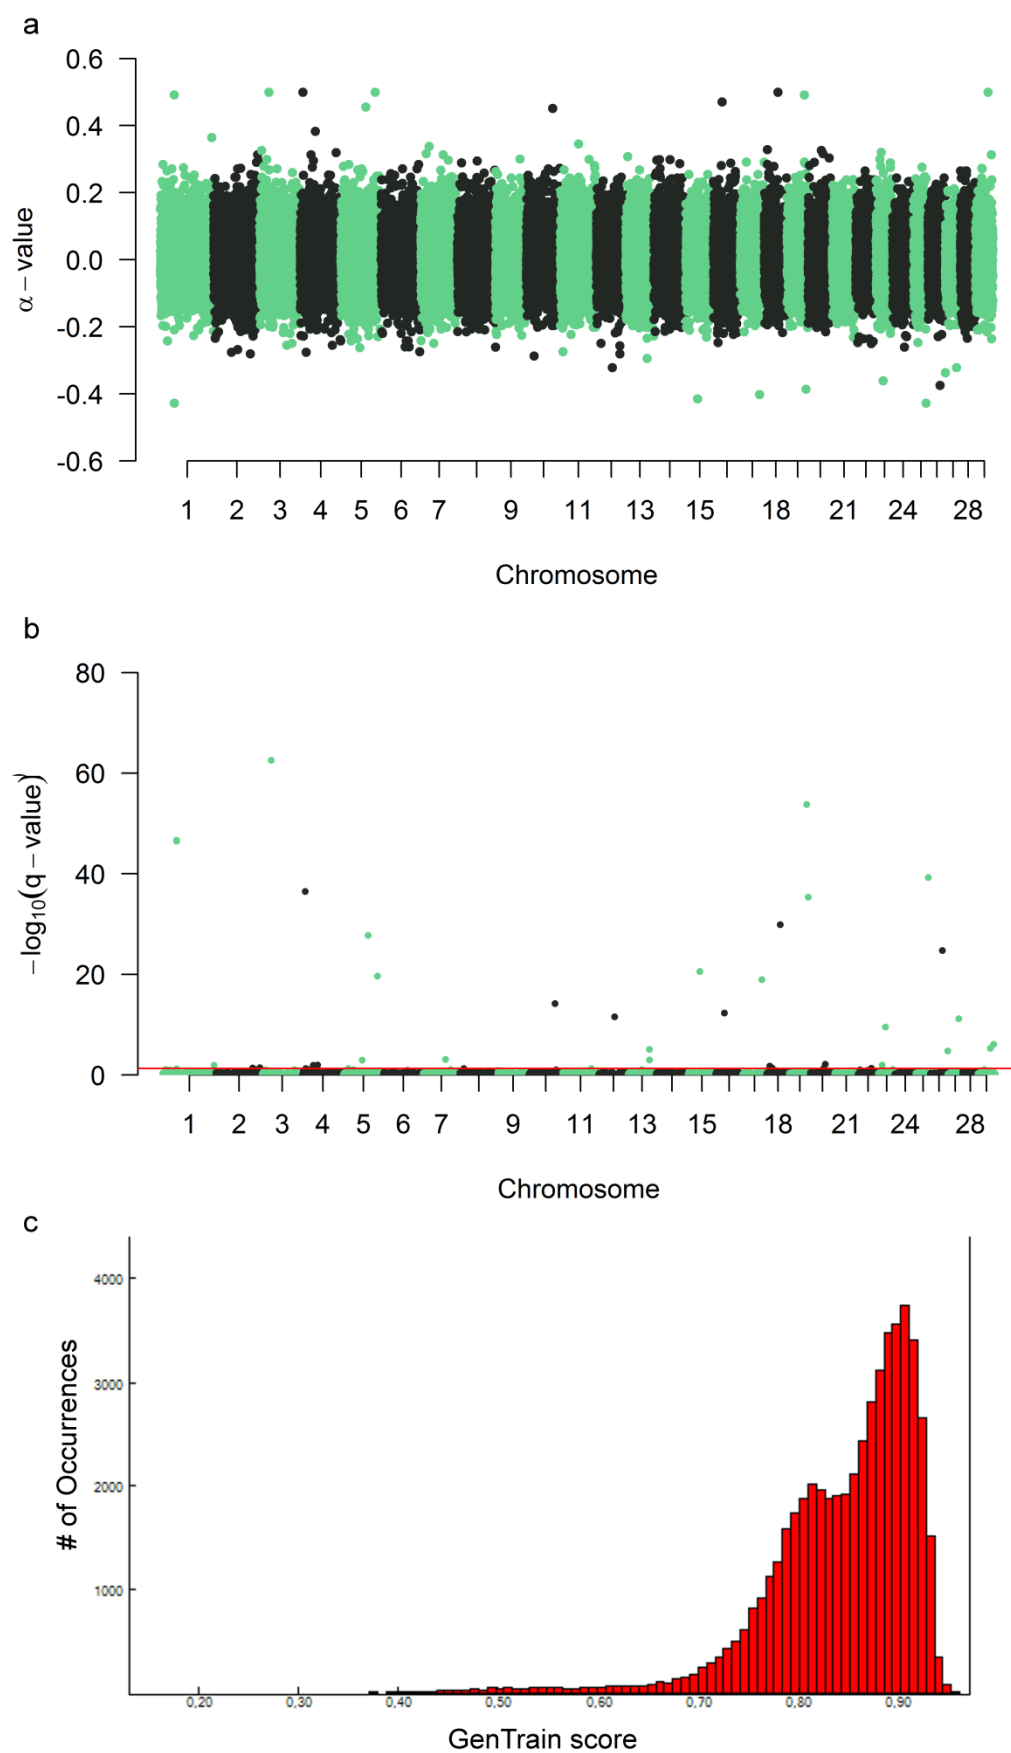 a
0.6
0.4
0.2
0.0
-0.2
-0.4
-0.6
α – value
1 2 3 4 5 6 7 9 11 13 15 18 21 24 28
Chromosome
b
80
60
40
20
0
–log10(q – value)
1 2 3 4 5 6 7 9 11 13 15 18 21 24 28
Chromosome
c
4000
3000
2000
1000
# of Occurrences
0,20 0,30 0,40 0,50 0,60 0,70 0,80 0,90
GenTrain score